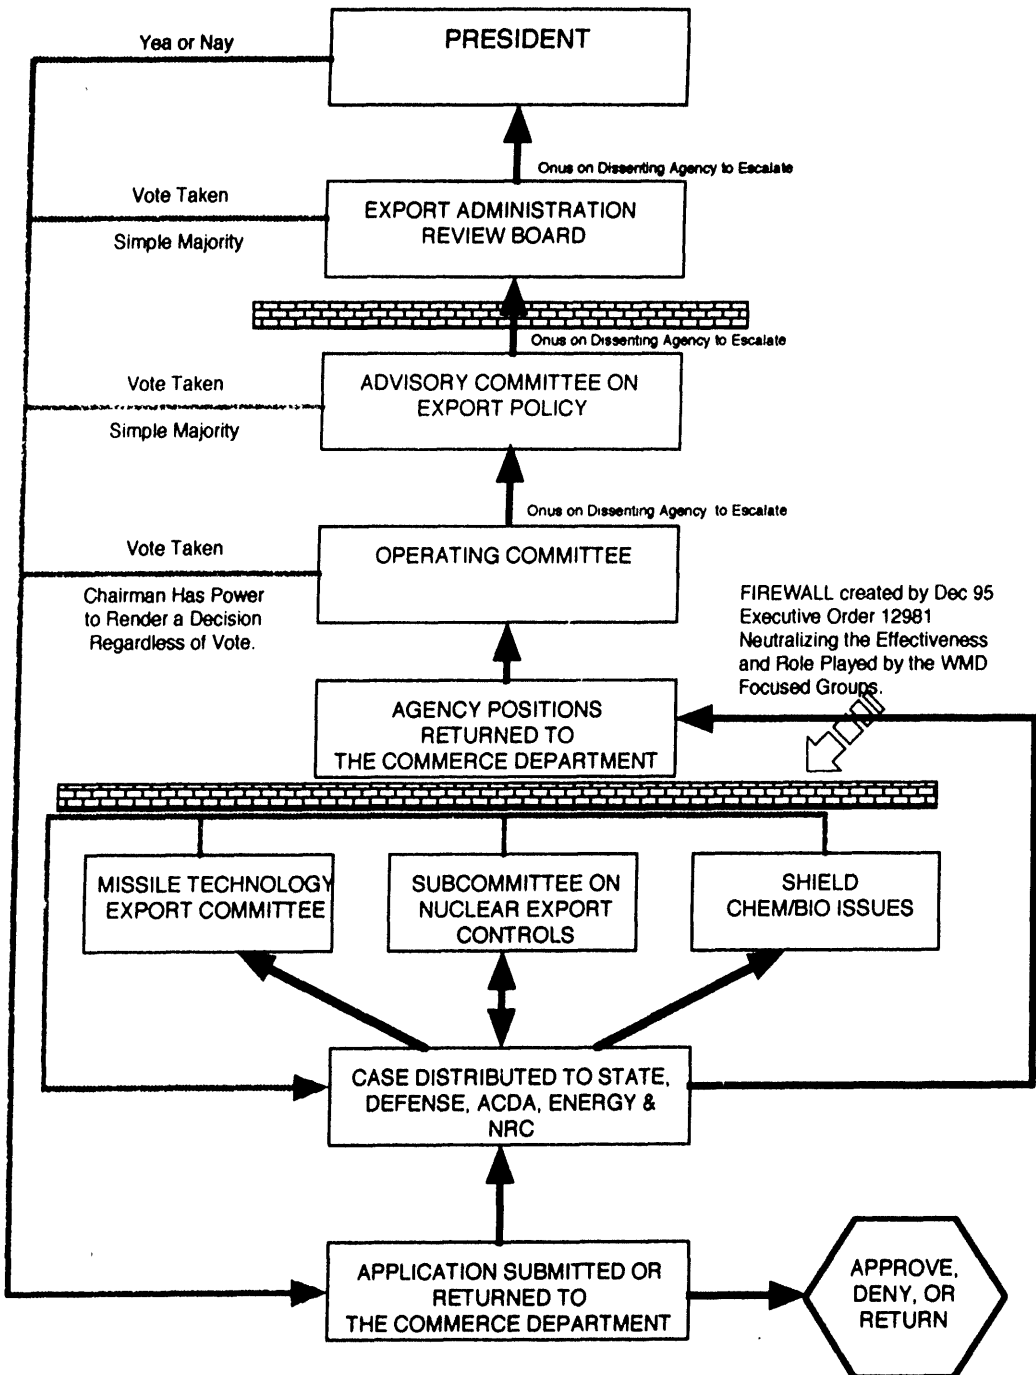 PRESIDENT
Yea or Nay
Onus on Dissenting Agency to Escalate
Vote Taken
Simple Majority
EXPORT ADMINISTRATION
REVIEW BOARD
Onus on Dissenting Agency to Escalate
Vote Taken
Simple Majority
ADVISORY COMMITTEE ON
EXPORT POLICY
Onus on Dissenting Agency to Escalate
Vote Taken
Chairman Has Power
to Render a Decision
Regardless of Vote.
OPERATING COMMITTEE
FIREWALL created by Dec 95
Executive Order 12981
Neutralizing the Effectiveness
and Role Played by the WMD
Focused Groups.
AGENCY POSITIONS
RETURNED TO
THE COMMERCE DEPARTMENT
MISSILE TECHNOLOGY
EXPORT COMMITTEE
SUBCOMMITTEE ON
NUCLEAR EXPORT
CONTROLS
SHIELD
CHEM/BIO ISSUES
CASE DISTRIBUTED TO STATE,
DEFENSE, ACDA, ENERGY &
NRC
APPLICATION SUBMITTED OR
RETURNED TO
THE COMMERCE DEPARTMENT
APPROVE,
DENY, OR
RETURN